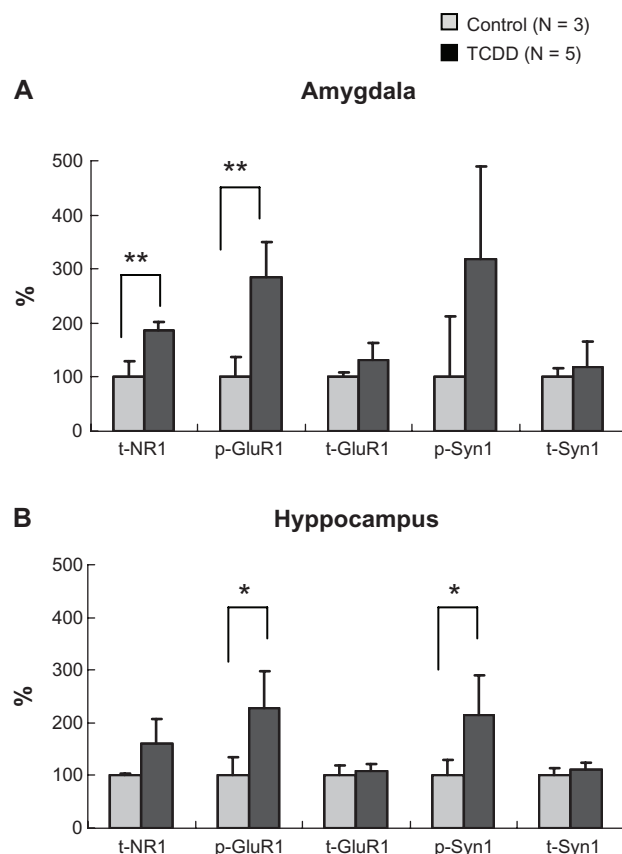 Control (N = 3)
TCDD (N = 5)
A
Amygdala
500
400
300
200
100
0
%
**
**
t-NR1
p-GluR1
t-GluR1
p-Syn1
t-Syn1
B
Hyppocampus
500
400
300
200
100
0
%
*
*
t-NR1
p-GluR1
t-GluR1
p-Syn1
t-Syn1